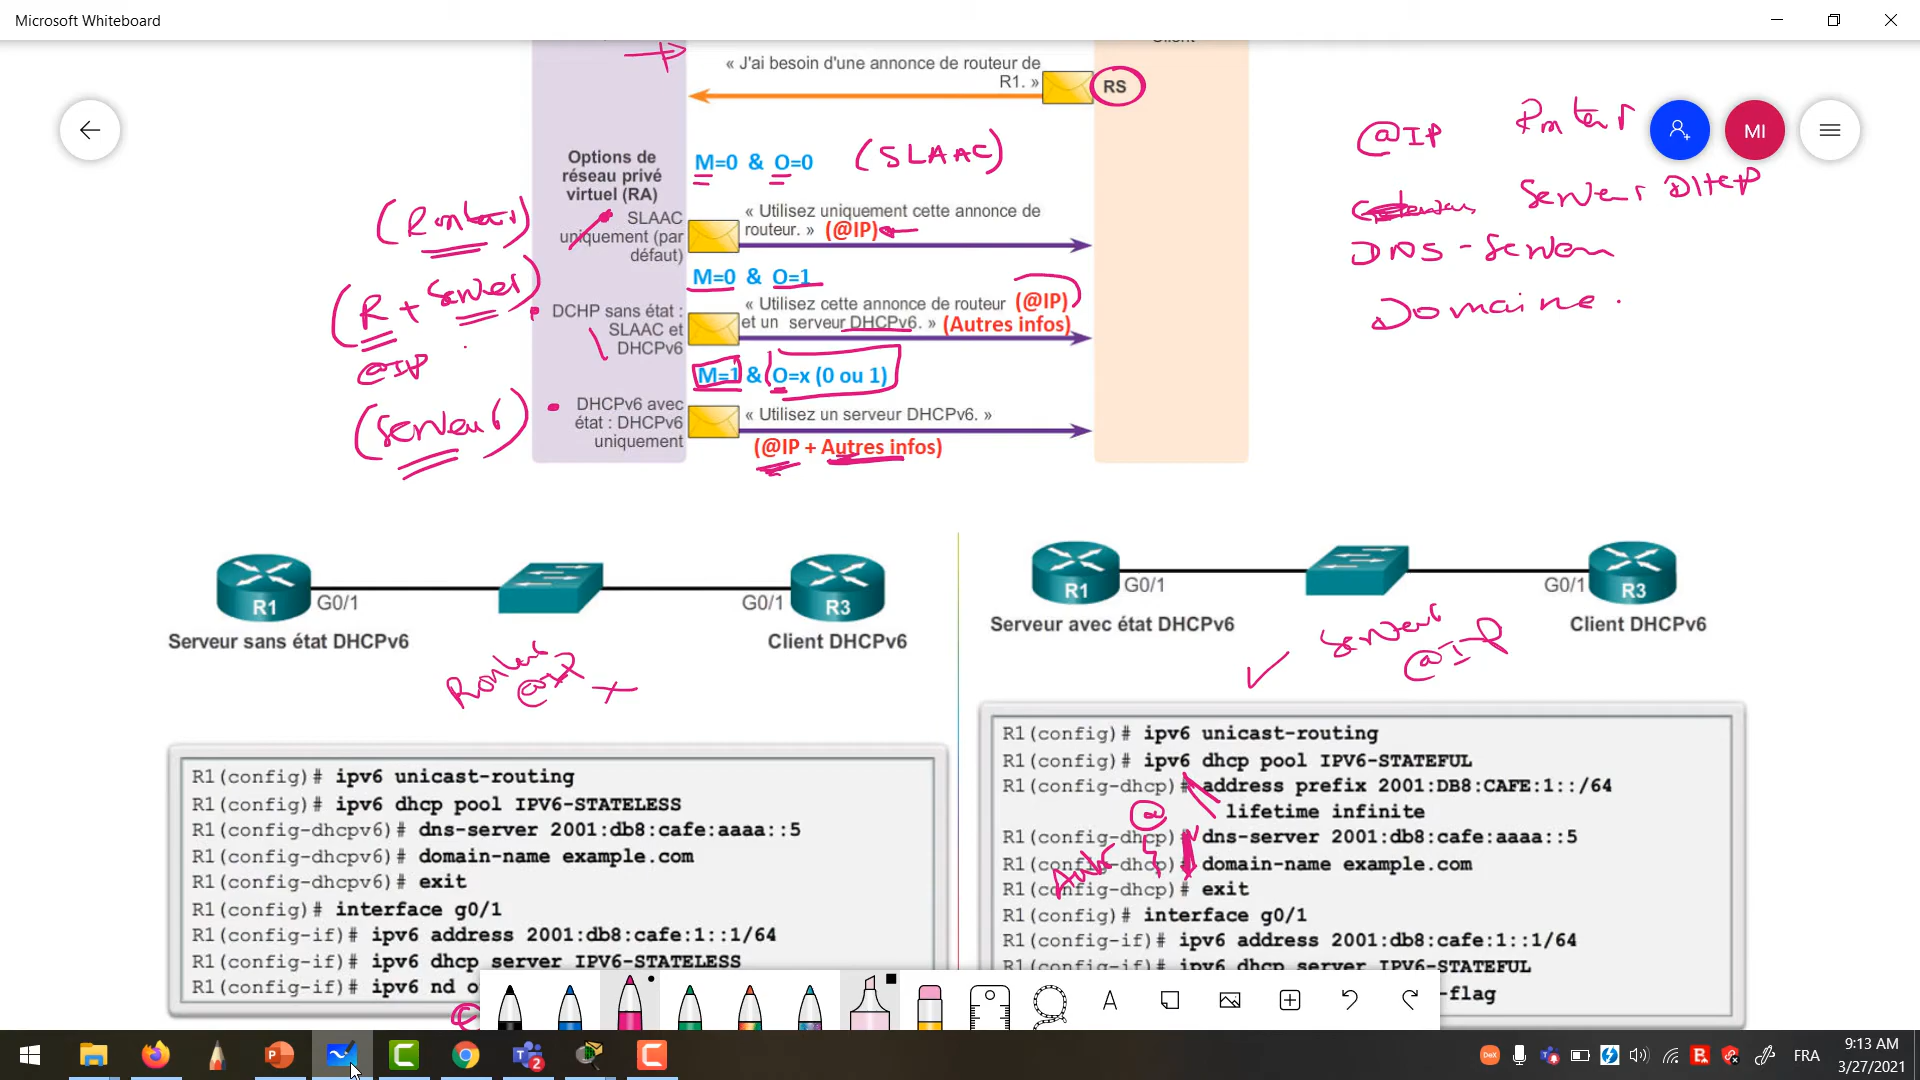 Microsoft Whiteboard
« J'ai besoin d'une annonce de routeur de
R1. »
RS
Options de
réseau privé
virtuel (RA)
M=0 & O=0
(SLAAC)
(Routeur)
SLAAC
uniquement (par
défaut)
« Utilisez uniquement cette annonce de
routeur. » (@IP)
M=0 & O=1
(R + Server)
@IP
DCHP sans état :
SLAAC et
DHCPv6
« Utilisez cette annonce de routeur (@IP)
et un serveur DHCPv6. » (Autres infos)
M=1 & O=x (0 ou 1)
(Serveur)
DHCPv6 avec
état : DHCPv6
uniquement
« Utilisez un serveur DHCPv6. »
(@IP + Autres infos)
@IP
Serveur DHCP
DNS-Serveur
Domaine.
MI
R1
G0/1
G0/1
R3
Serveur sans état DHCPv6
Client DHCPv6
Routeur
@IP
R1(config)# ipv6 unicast-routing
R1(config)# ipv6 dhcp pool IPV6-STATELESS
R1(config-dhcpv6)# dns-server 2001:db8:cafe:aaaa::5
R1(config-dhcpv6)# domain-name example.com
R1(config-dhcpv6)# exit
R1(config)# interface g0/1
R1(config-if)# ipv6 address 2001:db8:cafe:1::1/64
R1(config-if)# ipv6 dhcp server IPV6-STATELESS
R1(config-if)# ipv6 nd o
R1
G0/1
G0/1
R3
Serveur avec état DHCPv6
Client DHCPv6
Serveur
@IP
R1(config)# ipv6 unicast-routing
R1(config)# ipv6 dhcp pool IPV6-STATEFUL
R1(config-dhcp)# address prefix 2001:DB8:CAFE:1::/64
lifetime infinite
@
R1(config-dhcp)# dns-server 2001:db8:cafe:aaaa::5
R1(config-dhcp)# domain-name example.com
R1(config-dhcp)# exit
R1(config)# interface g0/1
R1(config-if)# ipv6 address 2001:db8:cafe:1::1/64
R1(config-if)# ipv6 dhcp server IPV6-STATEFUL
-flag
FRA
9:13 AM
3/27/2021